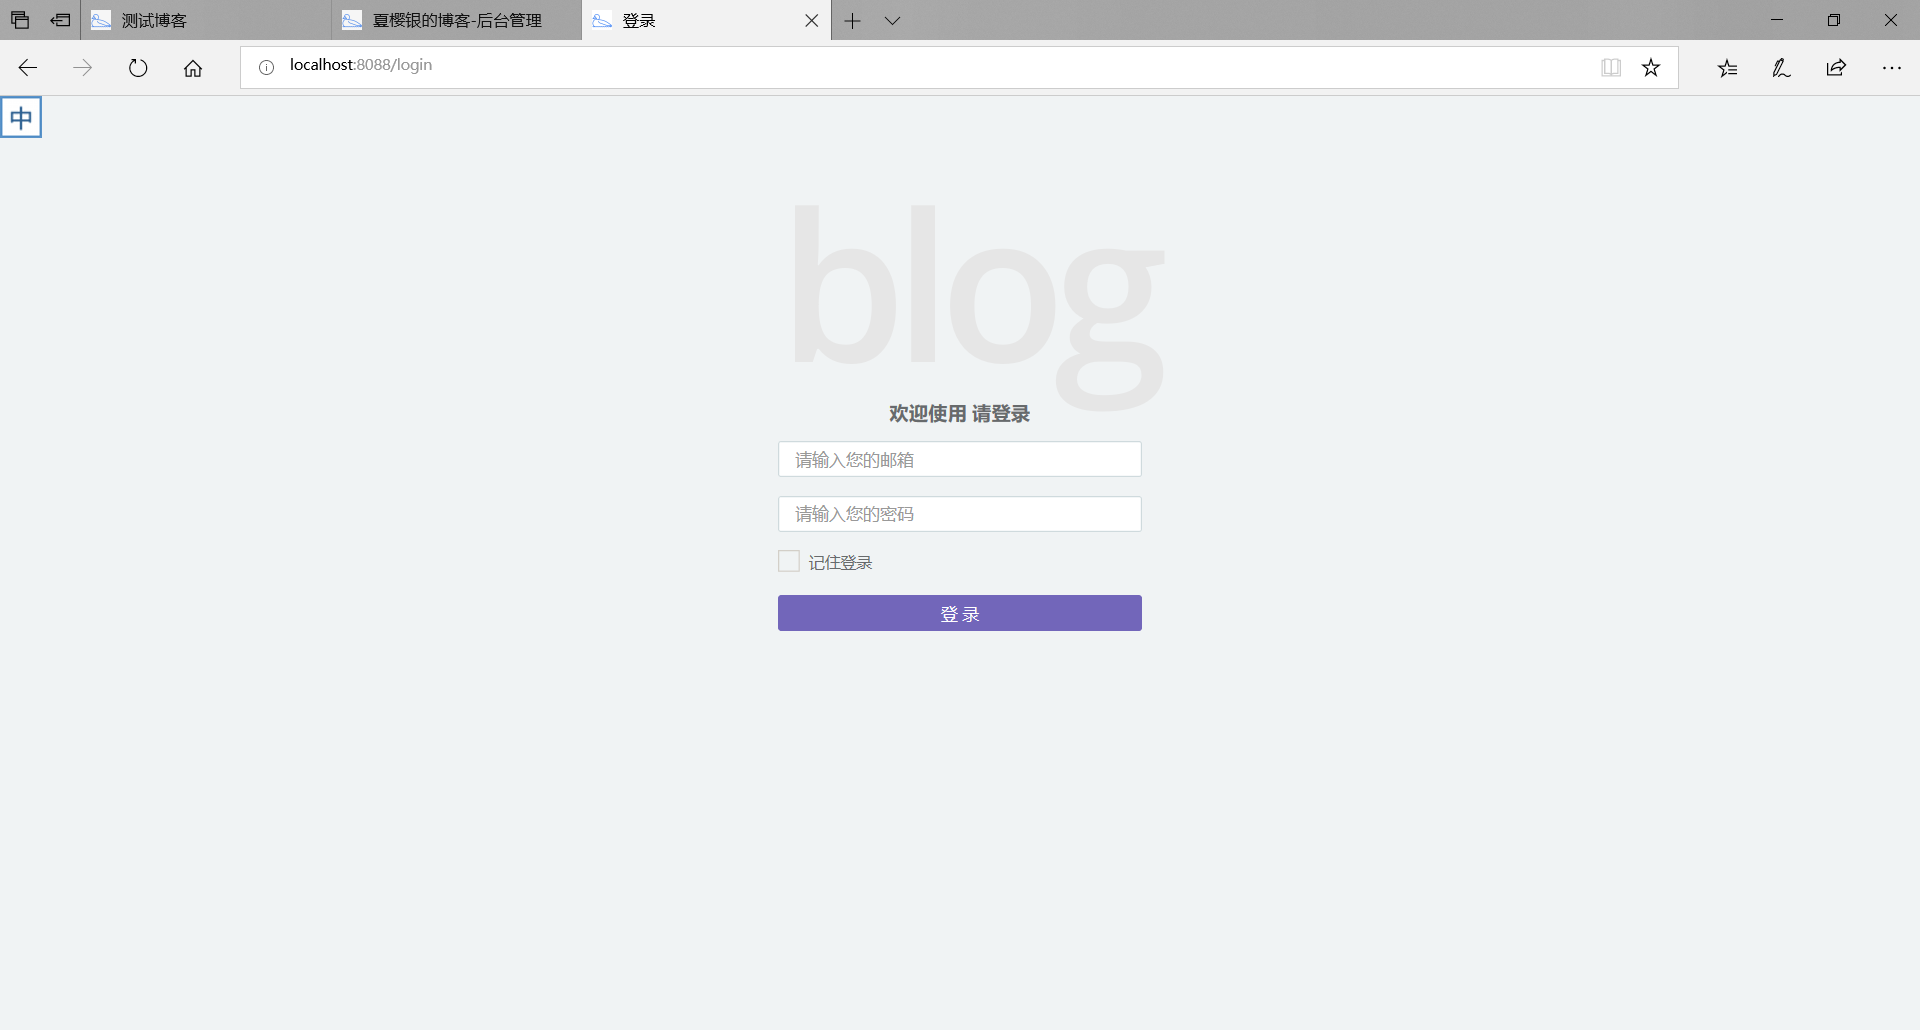 测试博客
夏樱银的博客-后台管理
登录
localhost:8088/login
中
blog
欢迎使用 请登录
请输入您的邮箱
请输入您的密码
记住登录
登 录